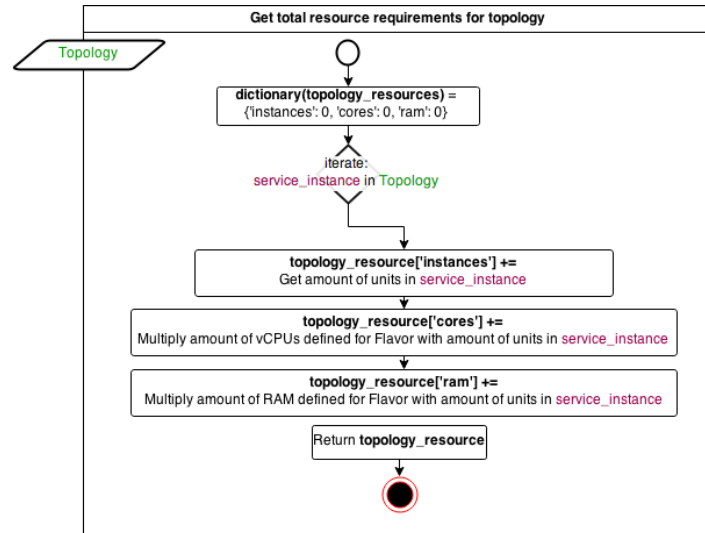 Get total resource requirements for topology
Topology
dictionary(topology_resources) =
{'instances': 0, 'cores': 0, 'ram': 0}
iterate:
service_instance in Topology
topology_resource['instances'] +=
Get amount of units in service_instance
topology_resource['cores'] +=
Multiply amount of vCPUs defined for Flavor with amount of units in service_instance
topology_resource['ram'] +=
Multiply amount of RAM defined for Flavor with amount of units in service_instance
Return topology_resource